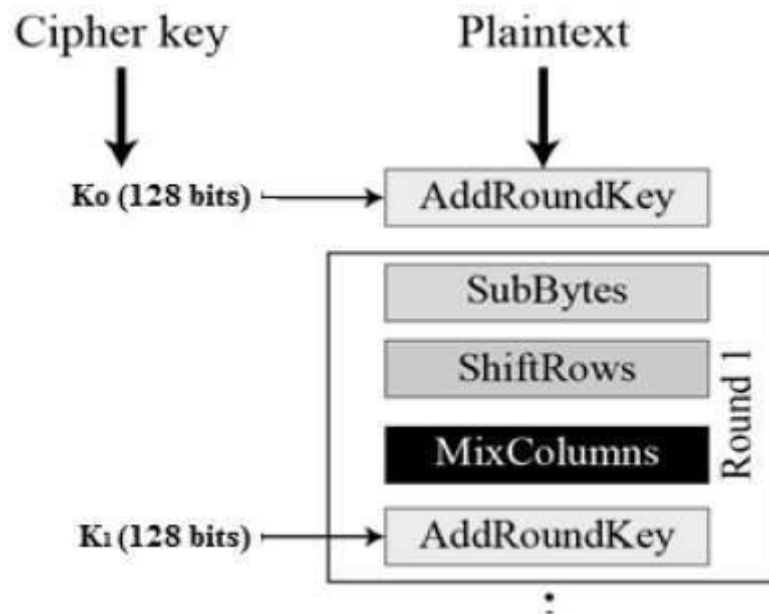 Cipher key
Plaintext
K0 (128 bits)
AddRoundKey
SubBytes
ShiftRows
MixColumns
Round 1
K1 (128 bits)
AddRoundKey